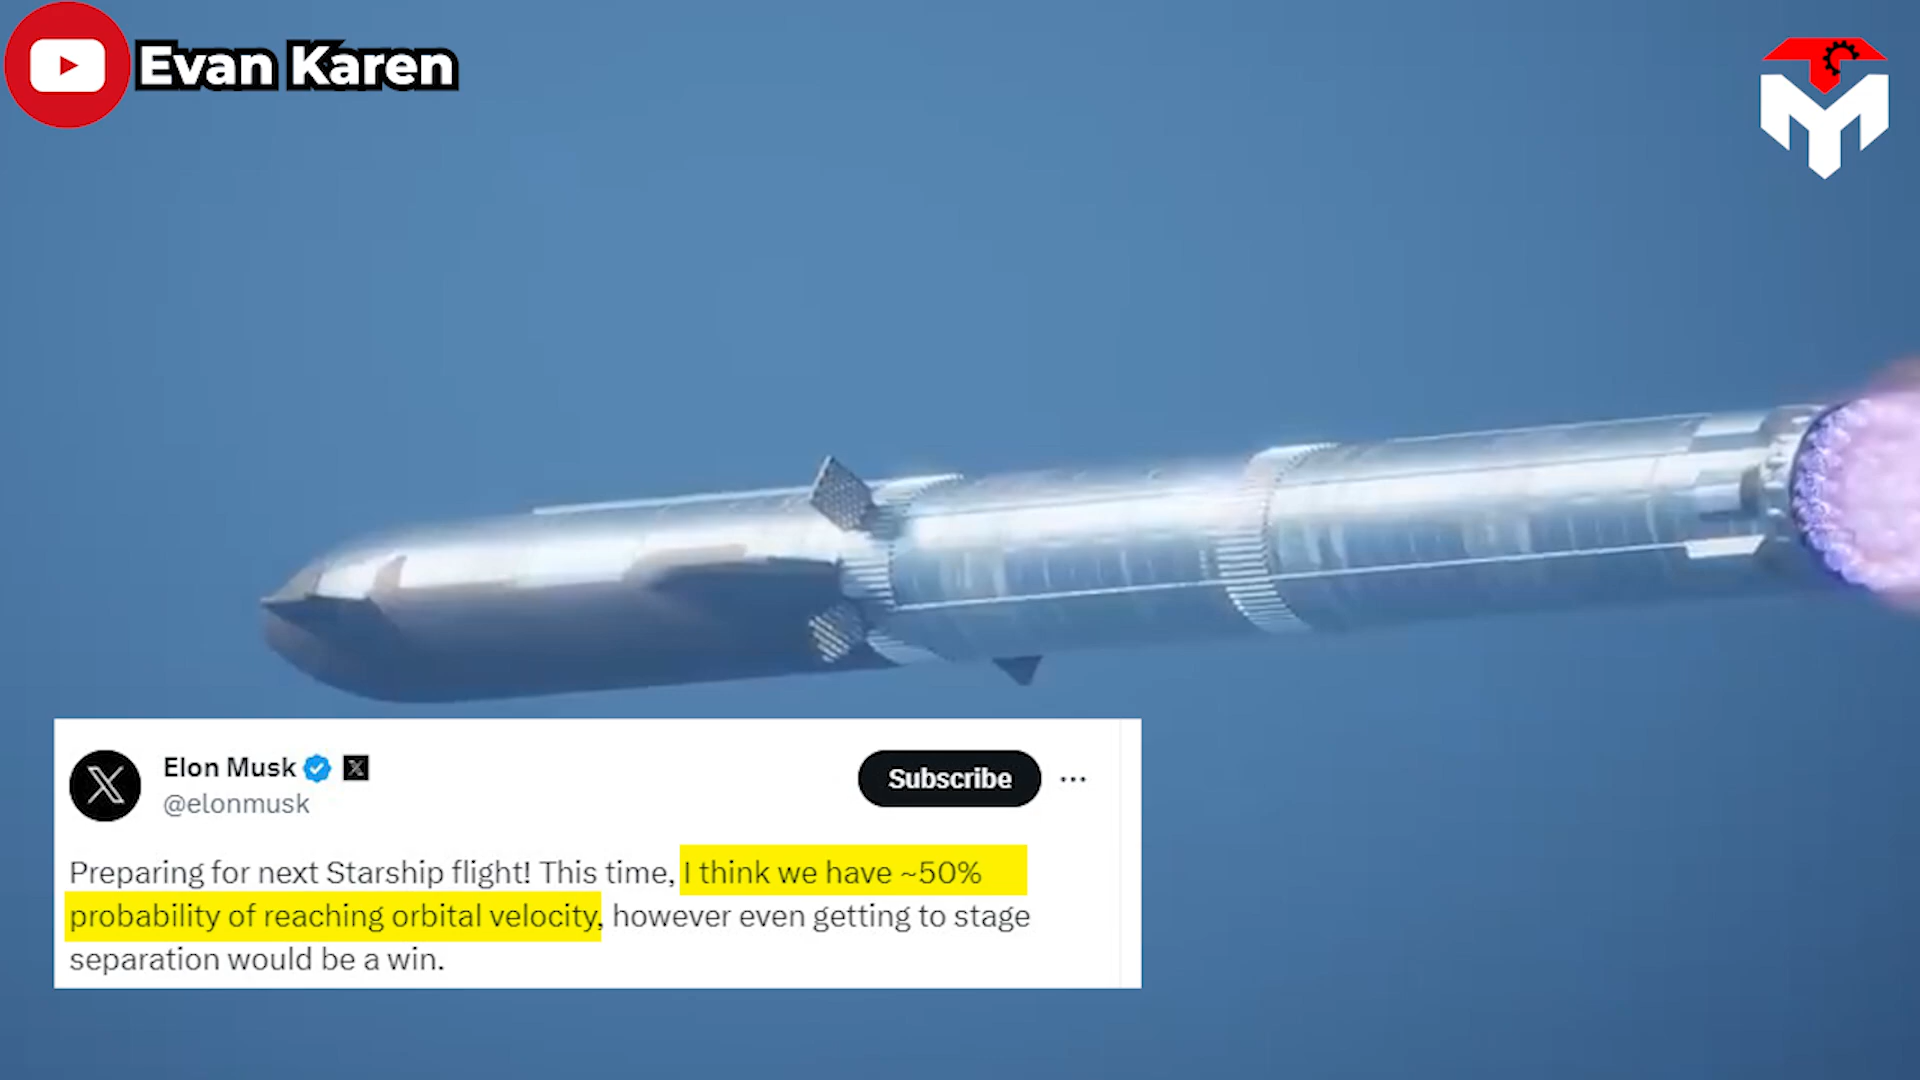 Evan Karen
Elon Musk
@elonmusk
Subscribe
Preparing for next Starship flight! This time, I think we have ~50%
probability of reaching orbital velocity, however even getting to stage
separation would be a win.